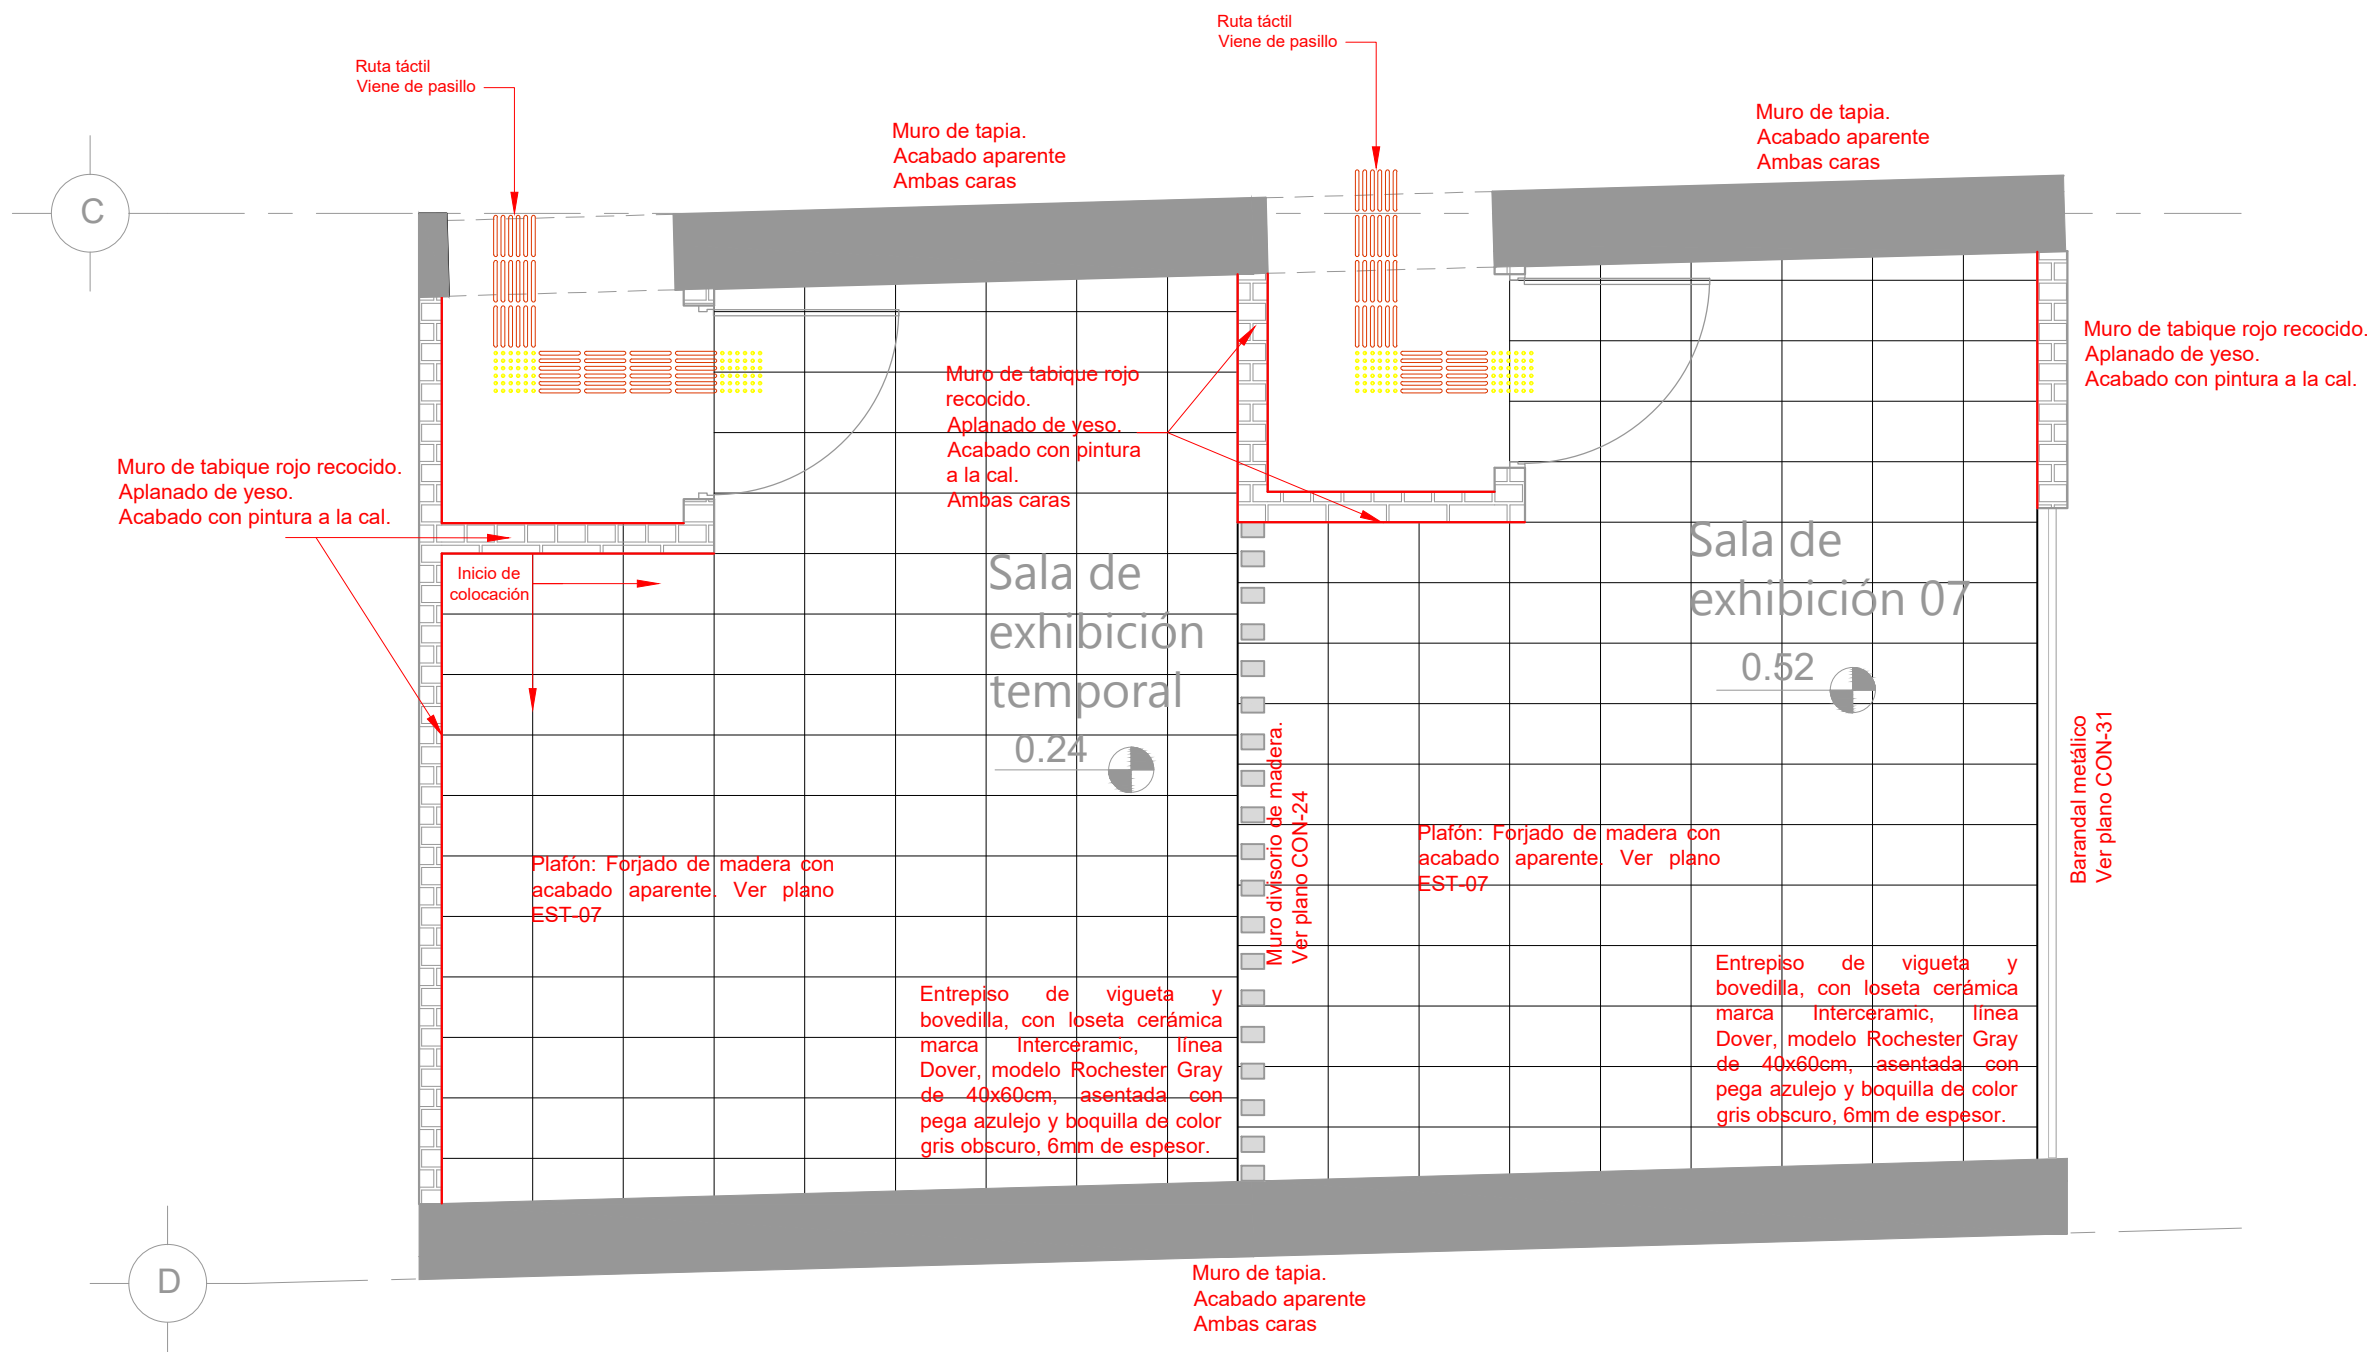 Ruta táctil
Viene de pasillo
Ruta táctil
Viene de pasillo
Muro de tapia.
Acabado aparente
Ambas caras
Muro de tapia.
Acabado aparente
Ambas caras
C
Muro de tabique rojo recocido.
Aplanado de yeso.
Acabado con pintura a la cal.
Muro de tabique rojo
recocido.
Aplanado de yeso.
Acabado con pintura
a la cal.
Ambas caras
Muro de tabique rojo recocido.
Aplanado de yeso.
Acabado con pintura a la cal.
Inicio de
colocación
Sala de
exhibición
temporal
0.24
Sala de
exhibición 07
0.52
Muro divisorio de madera.
Ver plano CON-24
Barandal metálico
Ver plano CON-31
Plafón: Forjado de madera con
acabado aparente. Ver plano
EST-07
Plafón: Forjado de madera con
acabado aparente. Ver plano
EST-07
Entrepiso de vigueta y
bovedilla, con loseta cerámica
marca Interceramic, línea
Dover, modelo Rochester Gray
de 40x60cm, asentada con
pega azulejo y boquilla de color
gris obscuro, 6mm de espesor.
Entrepiso de vigueta y
bovedilla, con loseta cerámica
marca Interceramic, línea
Dover, modelo Rochester Gray
de 40x60cm, asentada con
pega azulejo y boquilla de color
gris obscuro, 6mm de espesor.
D
Muro de tapia.
Acabado aparente
Ambas caras